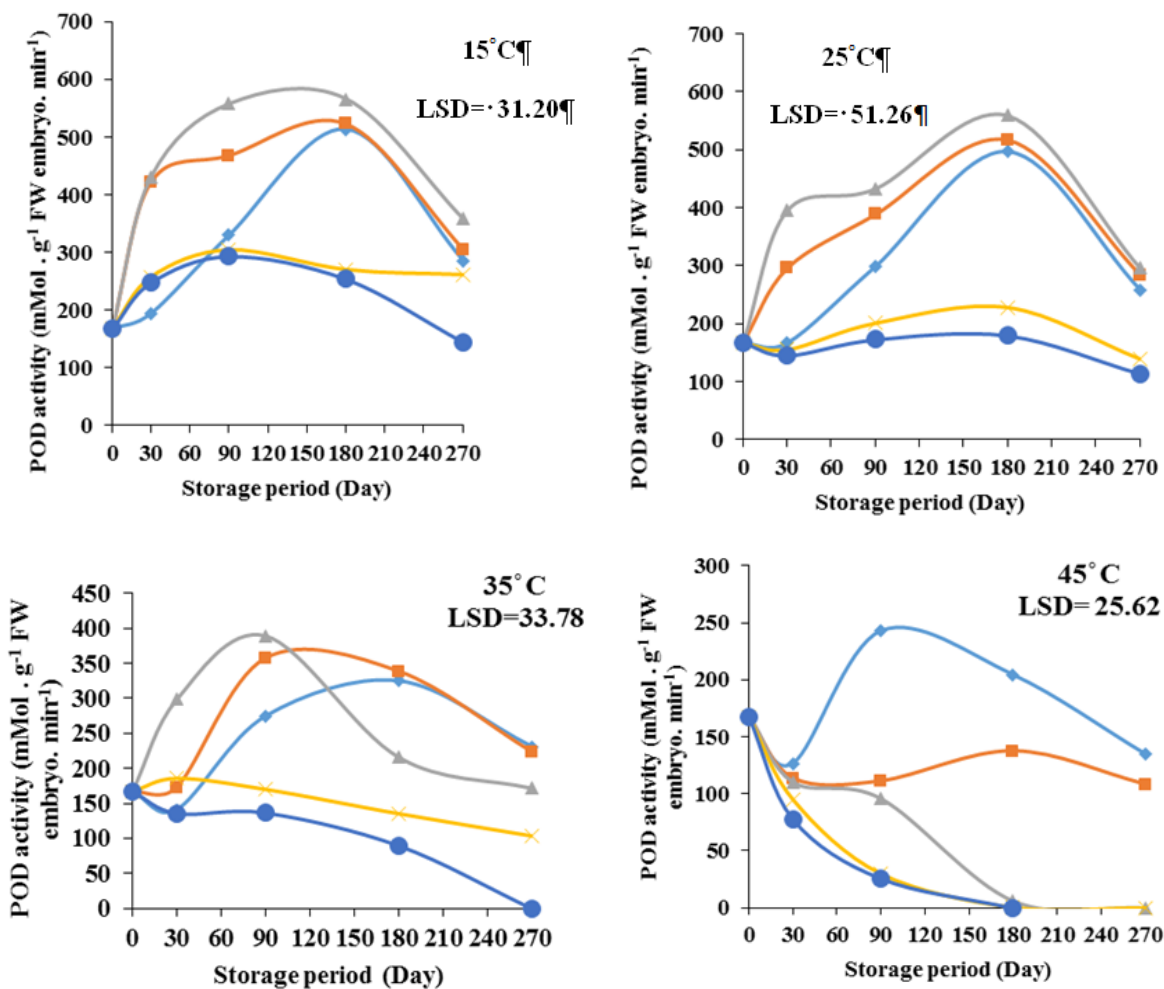 700
600
500
400
300
200
100
0
POD activity (mMol . g-1 FW embryo. min-1)
15°C¶
LSD=·31.20¶
0 30 60 90 120 150 180 210 240 270
Storage period (Day)
700
600
500
400
300
200
100
0
POD activity (mMol . g-1 FW embryo. min-1)
25°C¶
LSD=·51.26¶
0 30 60 90 120 150 180 210 240 270
Storage period (Day)
450
400
350
300
250
200
150
100
50
0
POD activity (mMol . g-1 FW
embryo. min-1)
35°C
LSD=33.78
0 30 60 90 120 150 180 210 240 270
Storage period (Day)
300
250
200
150
100
50
0
POD activity (mMol . g-1 FW
embryo. min-1)
45°C
LSD= 25.62
0 30 60 90 120 150 180 210 240 270
Storage period (Day)